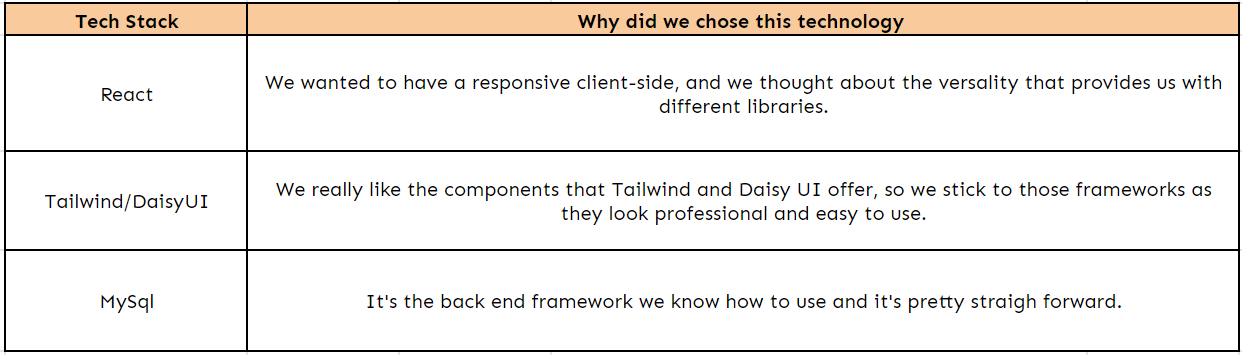 Tech Stack
Why did we chose this technology
React
We wanted to have a responsive client-side, and we thought about the versality that provides us with
different libraries.
Tailwind/DaisyUI
We really like the components that Tailwind and Daisy UI offer, so we stick to those frameworks as
they look professional and easy to use.
MySql
It's the back end framework we know how to use and it's pretty straigh forward.